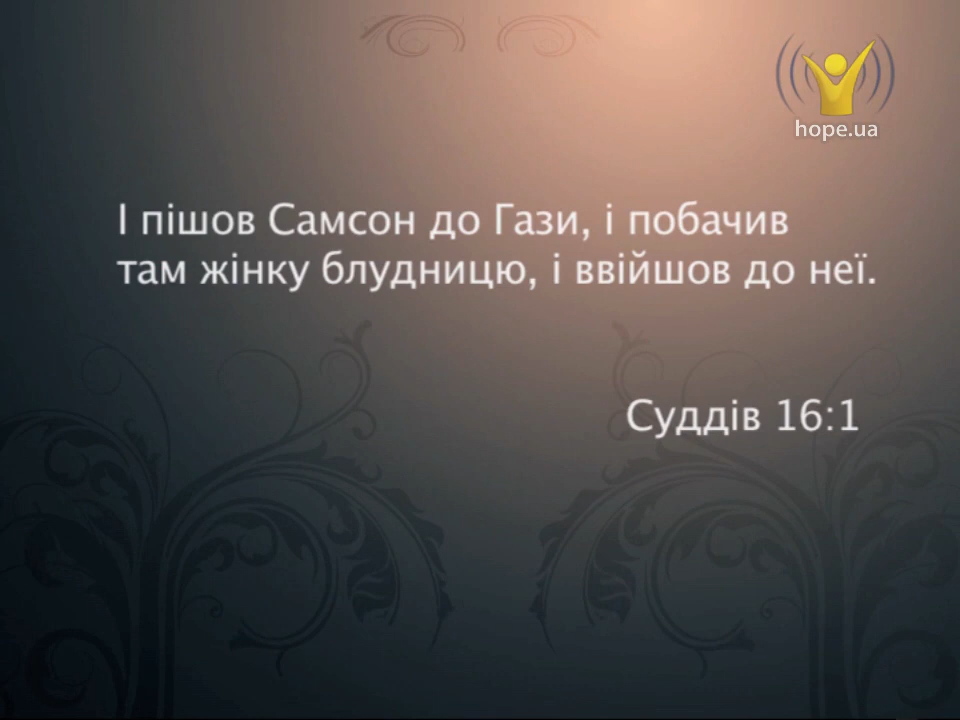 hope.ua
І пішов Самсон до Гази, і побачив
там жінку блудницю, і ввійшов до неї.
Суддів 16:1